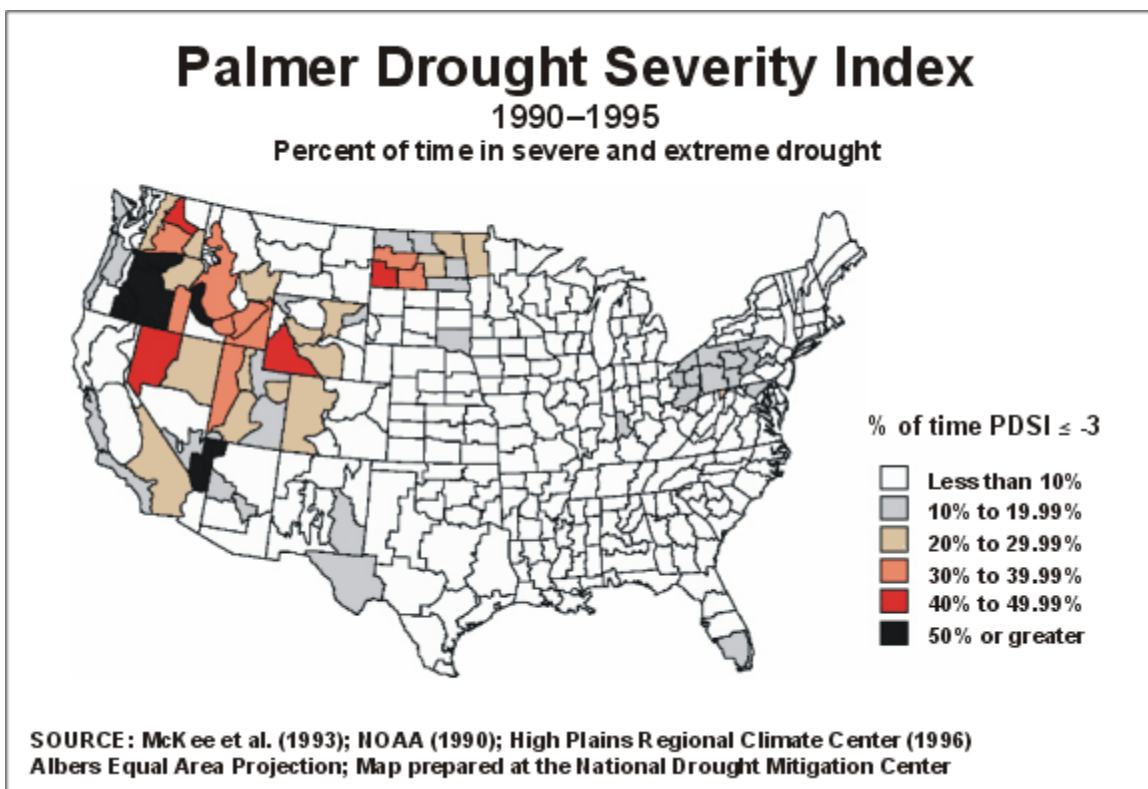 Palmer Drought Severity Index
1990–1995
Percent of time in severe and extreme drought
% of time PDSI ≤ -3
Less than 10%
10% to 19.99%
20% to 29.99%
30% to 39.99%
40% to 49.99%
50% or greater
SOURCE: McKee et al. (1993); NOAA (1990); High Plains Regional Climate Center (1996)
Albers Equal Area Projection; Map prepared at the National Drought Mitigation Center